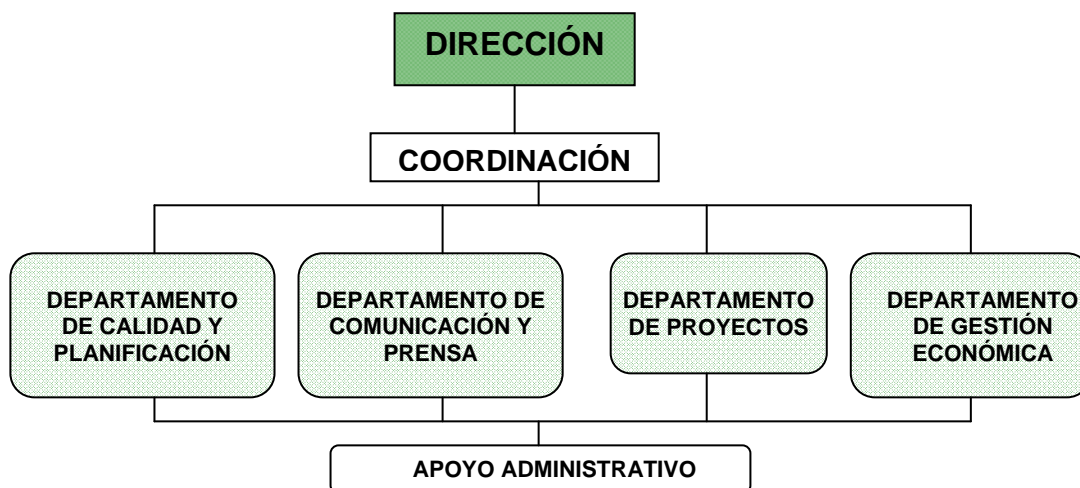 DIRECCIÓN
COORDINACIÓN
DEPARTAMENTO
DE CALIDAD Y
PLANIFICACIÓN
DEPARTAMENTO DE
COMUNICACIÓN Y
PRENSA
DEPARTAMENTO
DE PROYECTOS
DEPARTAMENTO
DE GESTIÓN
ECONÓMICA
APOYO ADMINISTRATIVO